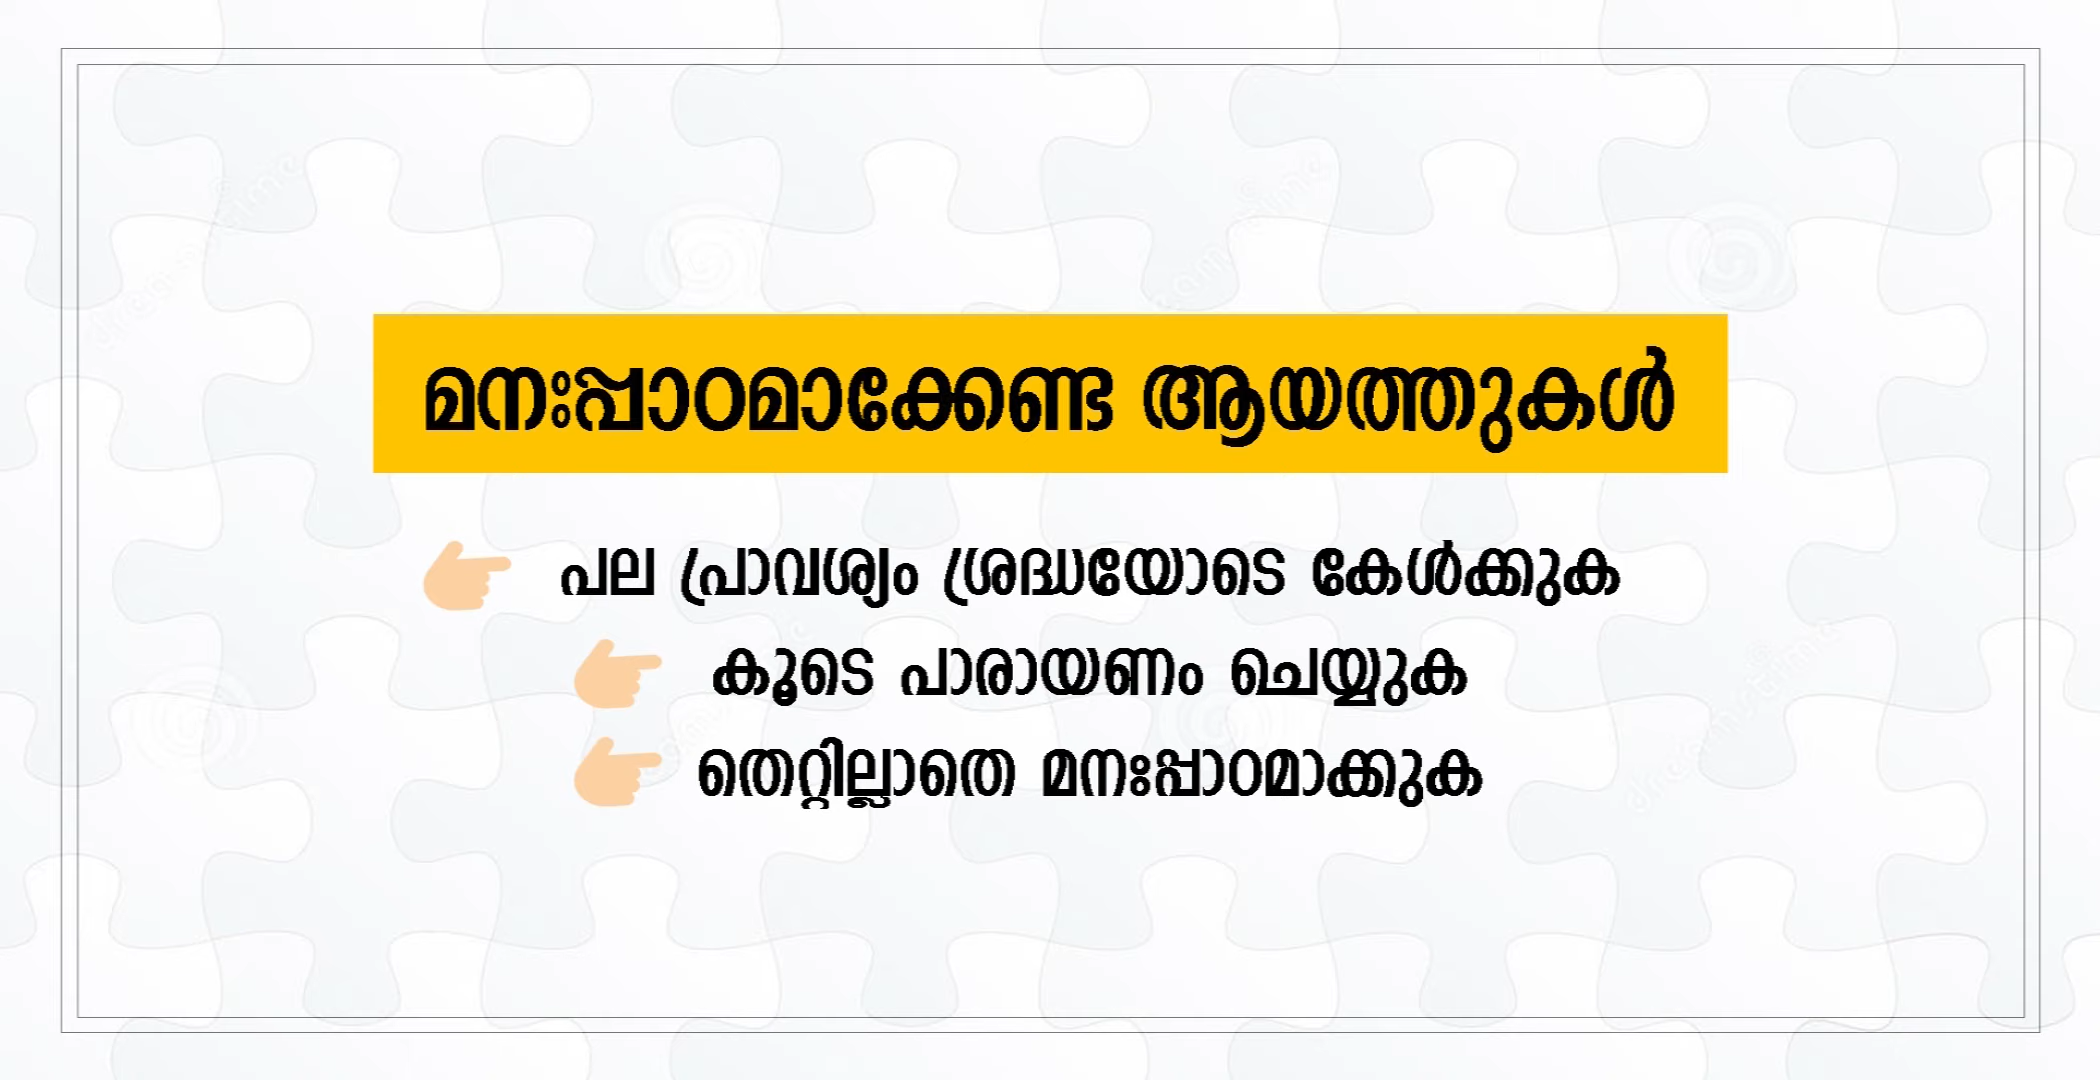 മനഃപ്പാഠമാക്കേണ്ട ആയത്തുകൾ
👉 പല പ്രാവശ്യം ശ്രദ്ധയോടെ കേൾക്കുക
👉 കൂടെ പാരായണം ചെയ്യുക
👉 തെറ്റില്ലാതെ മനഃപ്പാഠമാക്കുക